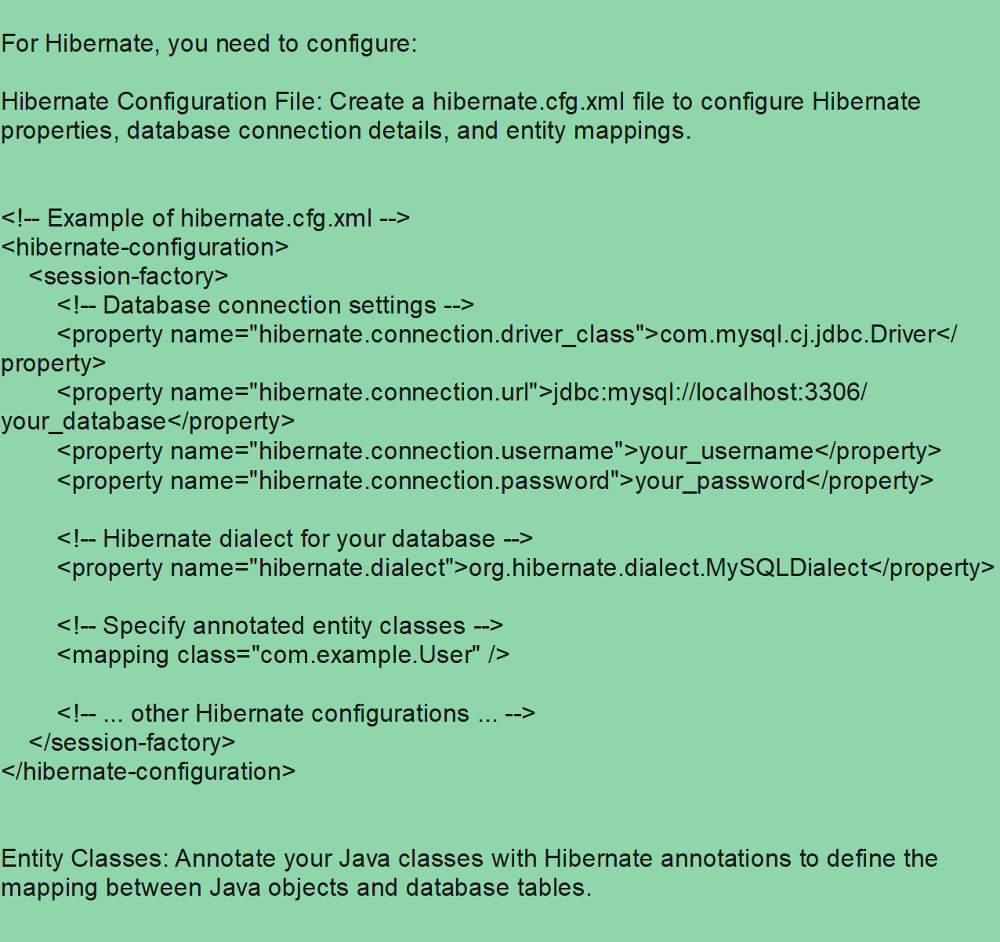 For Hibernate, you need to configure:
Hibernate Configuration File: Create a hibernate.cfg.xml file to configure Hibernate
properties, database connection details, and entity mappings.
<!-- Example of hibernate.cfg.xml -->
<hibernate-configuration>
    <session-factory>
        <!-- Database connection settings -->
        <property name="hibernate.connection.driver_class">com.mysql.cj.jdbc.Driver</
property>
        <property name="hibernate.connection.url">jdbc:mysql://localhost:3306/
your_database</property>
        <property name="hibernate.connection.username">your_username</property>
        <property name="hibernate.connection.password">your_password</property>
        <!-- Hibernate dialect for your database -->
        <property name="hibernate.dialect">org.hibernate.dialect.MySQLDialect</property>
        <!-- Specify annotated entity classes -->
        <mapping class="com.example.User" />
        <!-- ... other Hibernate configurations ... -->
    </session-factory>
</hibernate-configuration>
Entity Classes: Annotate your Java classes with Hibernate annotations to define the
mapping between Java objects and database tables.